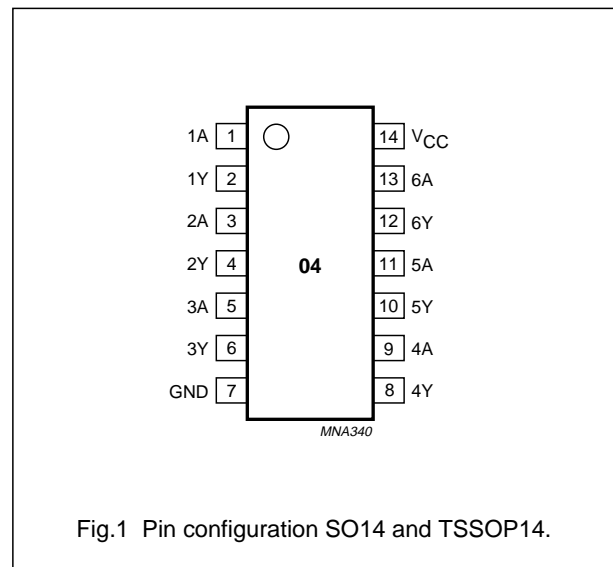 1A 1 14 VCC
1Y 2 13 6A
2A 3 12 6Y
2Y 4 04 11 5A
3A 5 10 5Y
3Y 6 9 4A
GND 7 8 4Y
MNA340
Fig.1 Pin configuration SO14 and TSSOP14.